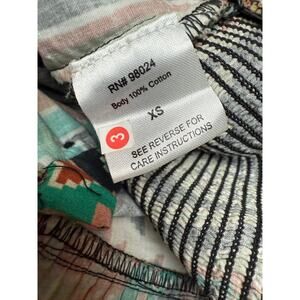 RN# 98024
Body 100% Cotton
3
XS
SEE REVERSE FOR
CARE INSTRUCTIONS